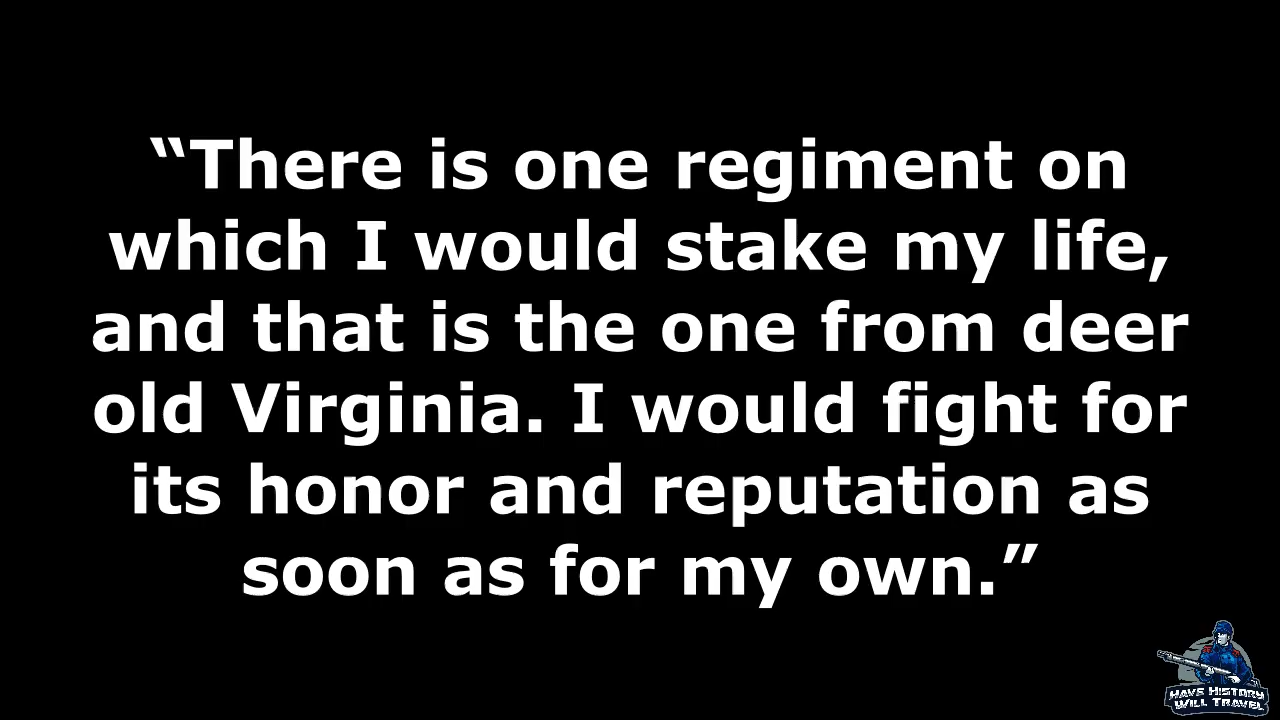 “There is one regiment on
which I would stake my life,
and that is the one from deer
old Virginia. I would fight for
its honor and reputation as
soon as for my own.”
HAVE HISTORY
WILL TRAVEL